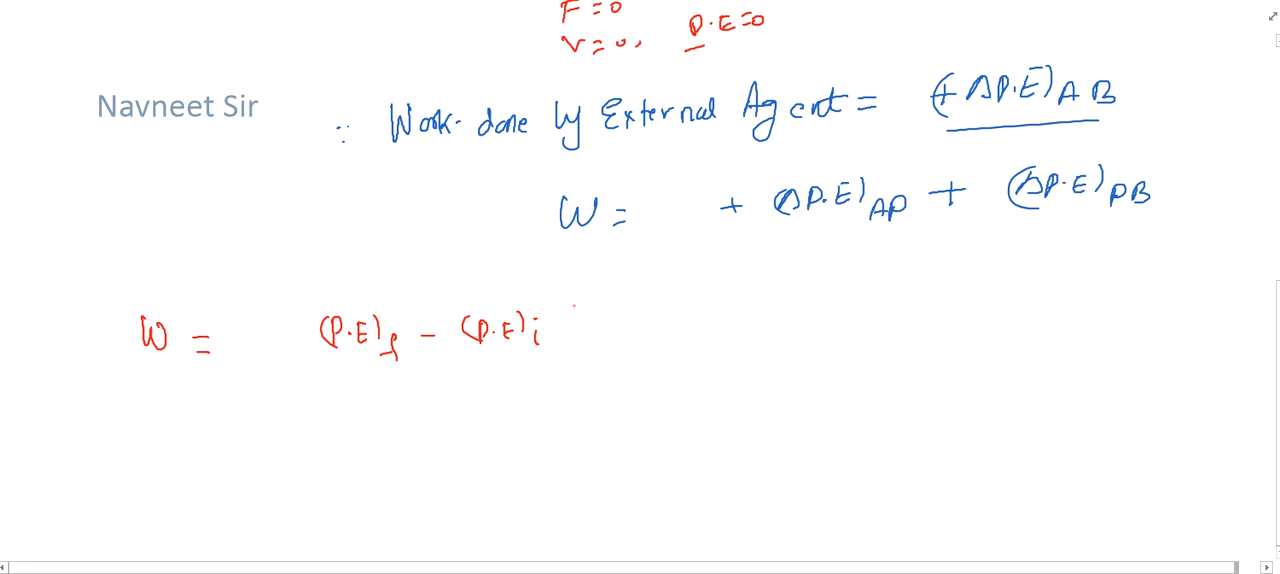 F = 0
V = 0, P.E = 0
Navneet Sir
∵ Work done by External Agent = (+ ΔP.E)AB
W = + (ΔP.E)AP + (ΔP.E)PB
W = (P.E)f - (P.E)i